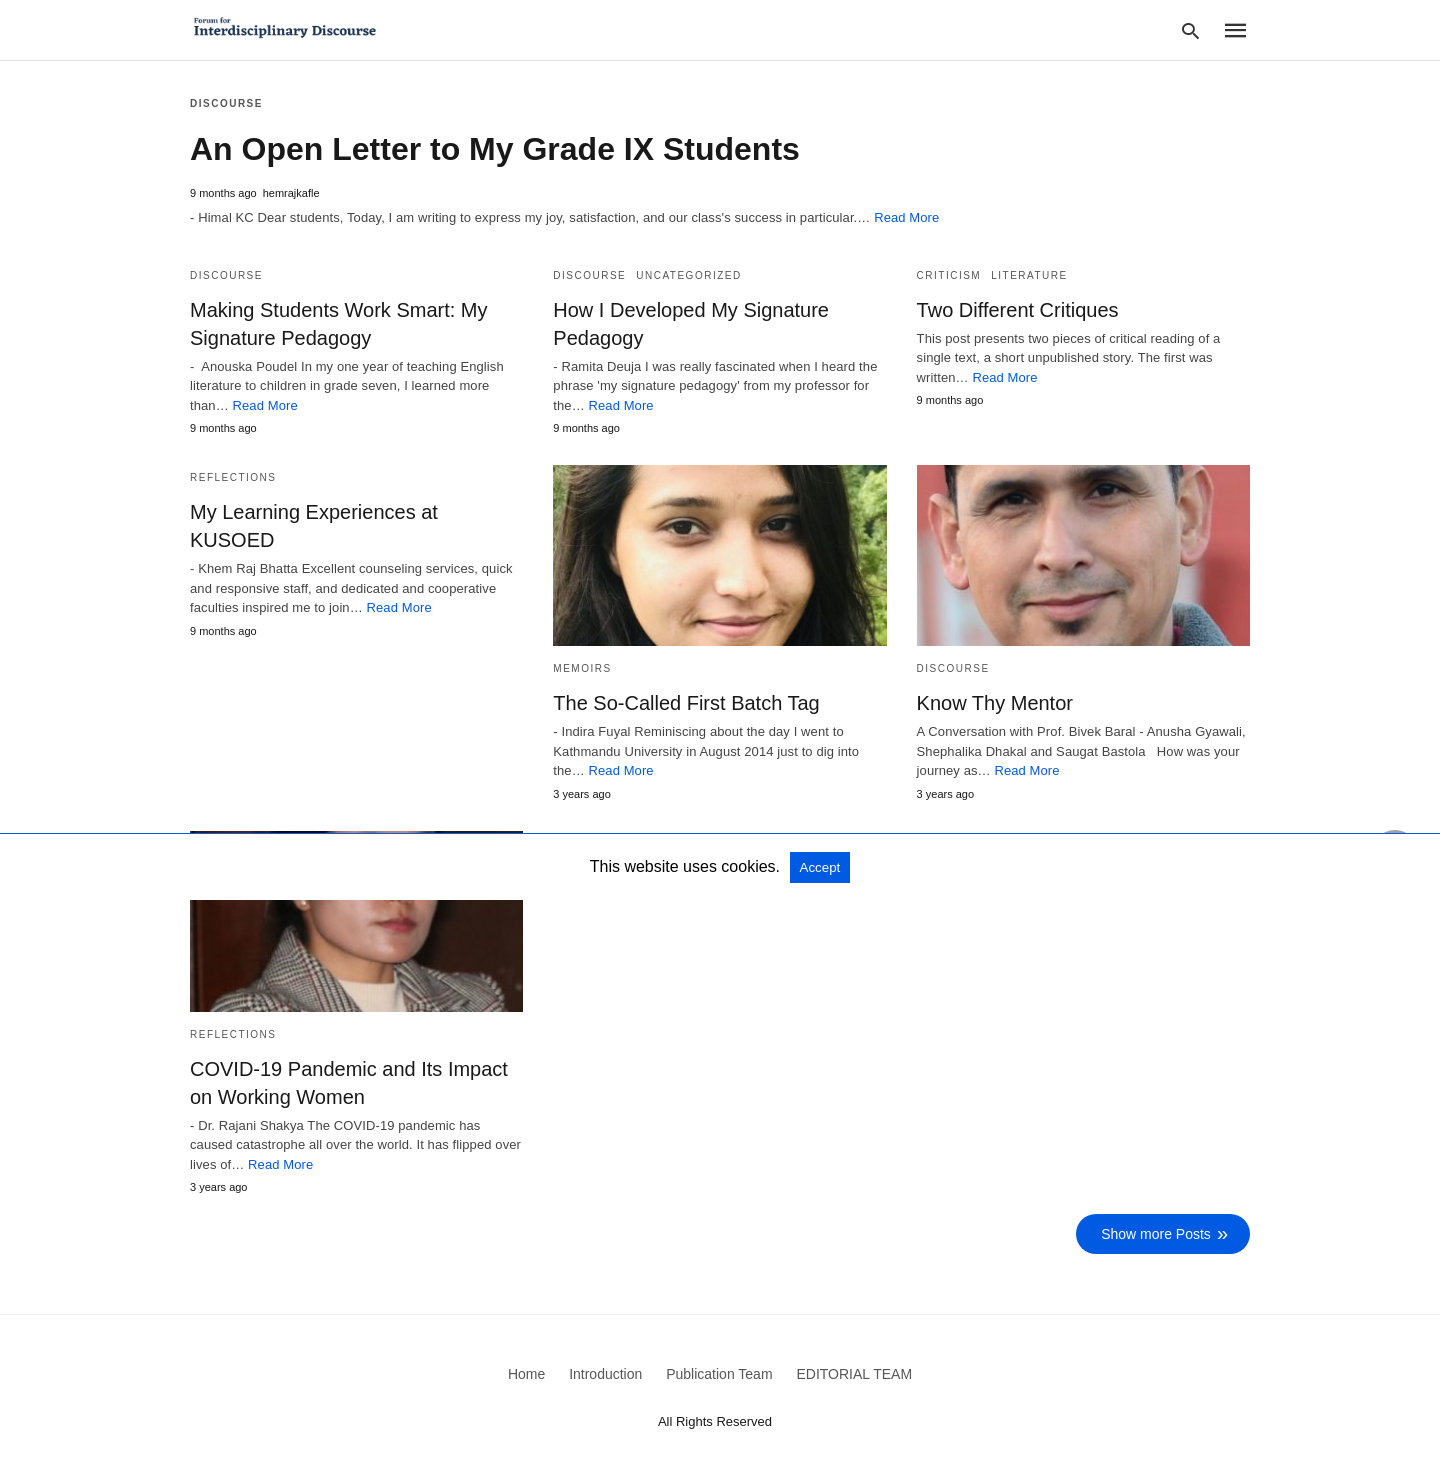 Forum for
Interdisciplinary Discourse
DISCOURSE
An Open Letter to My Grade IX Students
9 months ago hemrajkafle
- Himal KC Dear students, Today, I am writing to express my joy, satisfaction, and our class's success in particular.… Read More
DISCOURSE
Making Students Work Smart: My
Signature Pedagogy
- Anouska Poudel In my one year of teaching English
literature to children in grade seven, I learned more
than… Read More
9 months ago
DISCOURSE UNCATEGORIZED
How I Developed My Signature
Pedagogy
- Ramita Deuja I was really fascinated when I heard the
phrase 'my signature pedagogy' from my professor for
the… Read More
9 months ago
CRITICISM LITERATURE
Two Different Critiques
This post presents two pieces of critical reading of a
single text, a short unpublished story. The first was
written… Read More
9 months ago
REFLECTIONS
My Learning Experiences at
KUSOED
- Khem Raj Bhatta Excellent counseling services, quick
and responsive staff, and dedicated and cooperative
faculties inspired me to join… Read More
9 months ago
MEMOIRS
The So-Called First Batch Tag
- Indira Fuyal Reminiscing about the day I went to
Kathmandu University in August 2014 just to dig into
the… Read More
3 years ago
DISCOURSE
Know Thy Mentor
A Conversation with Prof. Bivek Baral - Anusha Gyawali,
Shephalika Dhakal and Saugat Bastola How was your
journey as… Read More
3 years ago
This website uses cookies. Accept
REFLECTIONS
COVID-19 Pandemic and Its Impact
on Working Women
- Dr. Rajani Shakya The COVID-19 pandemic has
caused catastrophe all over the world. It has flipped over
lives of… Read More
3 years ago
Show more Posts »
Home Introduction Publication Team EDITORIAL TEAM
All Rights Reserved